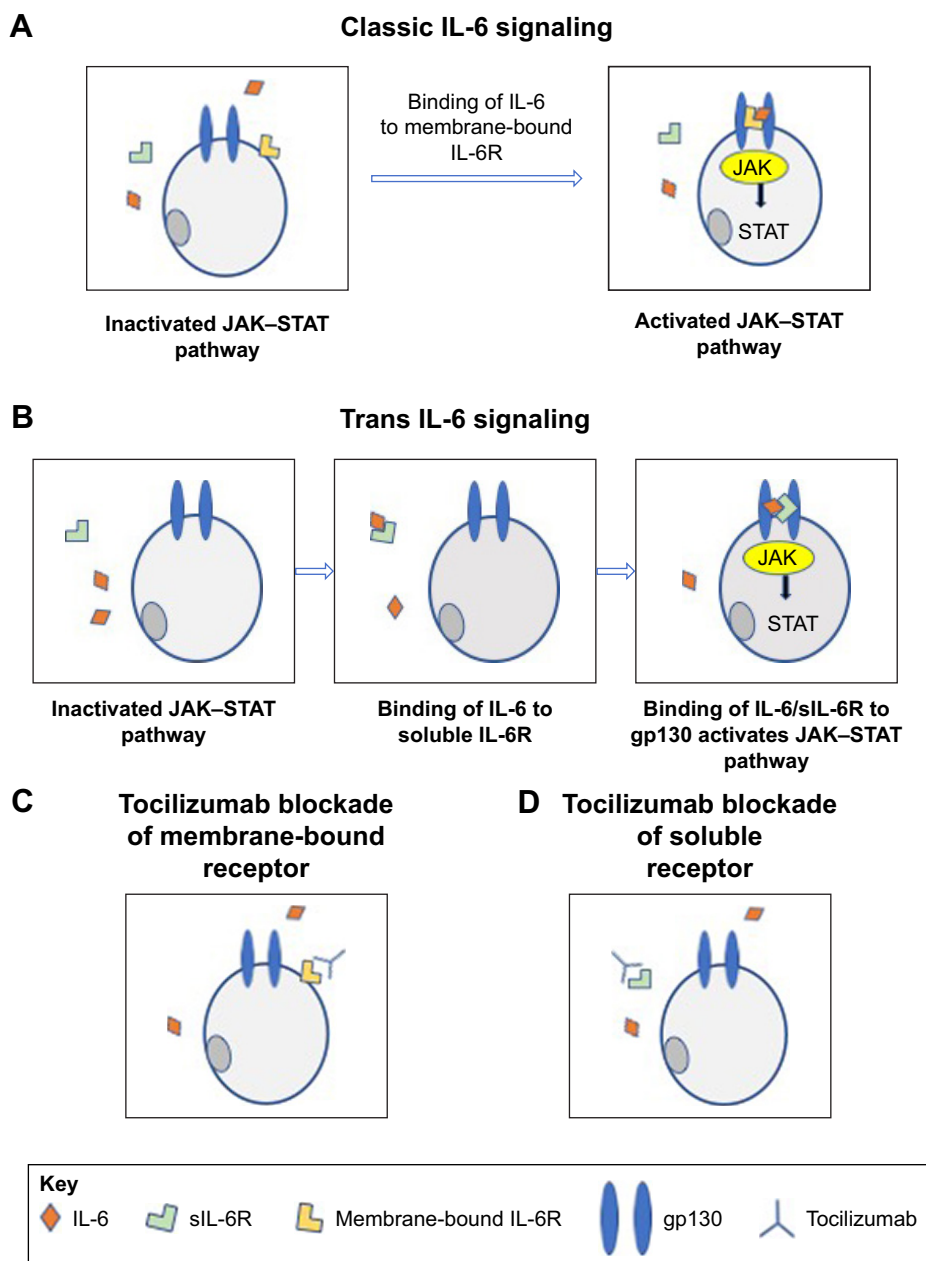 A
Classic IL-6 signaling
Binding of IL-6
to membrane-bound
IL-6R
JAK
STAT
Inactivated JAK–STAT
pathway
Activated JAK–STAT
pathway
B
Trans IL-6 signaling
JAK
STAT
Inactivated JAK–STAT
pathway
Binding of IL-6 to
soluble IL-6R
Binding of IL-6/sIL-6R to
gp130 activates JAK–STAT
pathway
C
Tocilizumab blockade
of membrane-bound
receptor
D
Tocilizumab blockade
of soluble
receptor
Key
IL-6
sIL-6R
Membrane-bound IL-6R
gp130
Tocilizumab